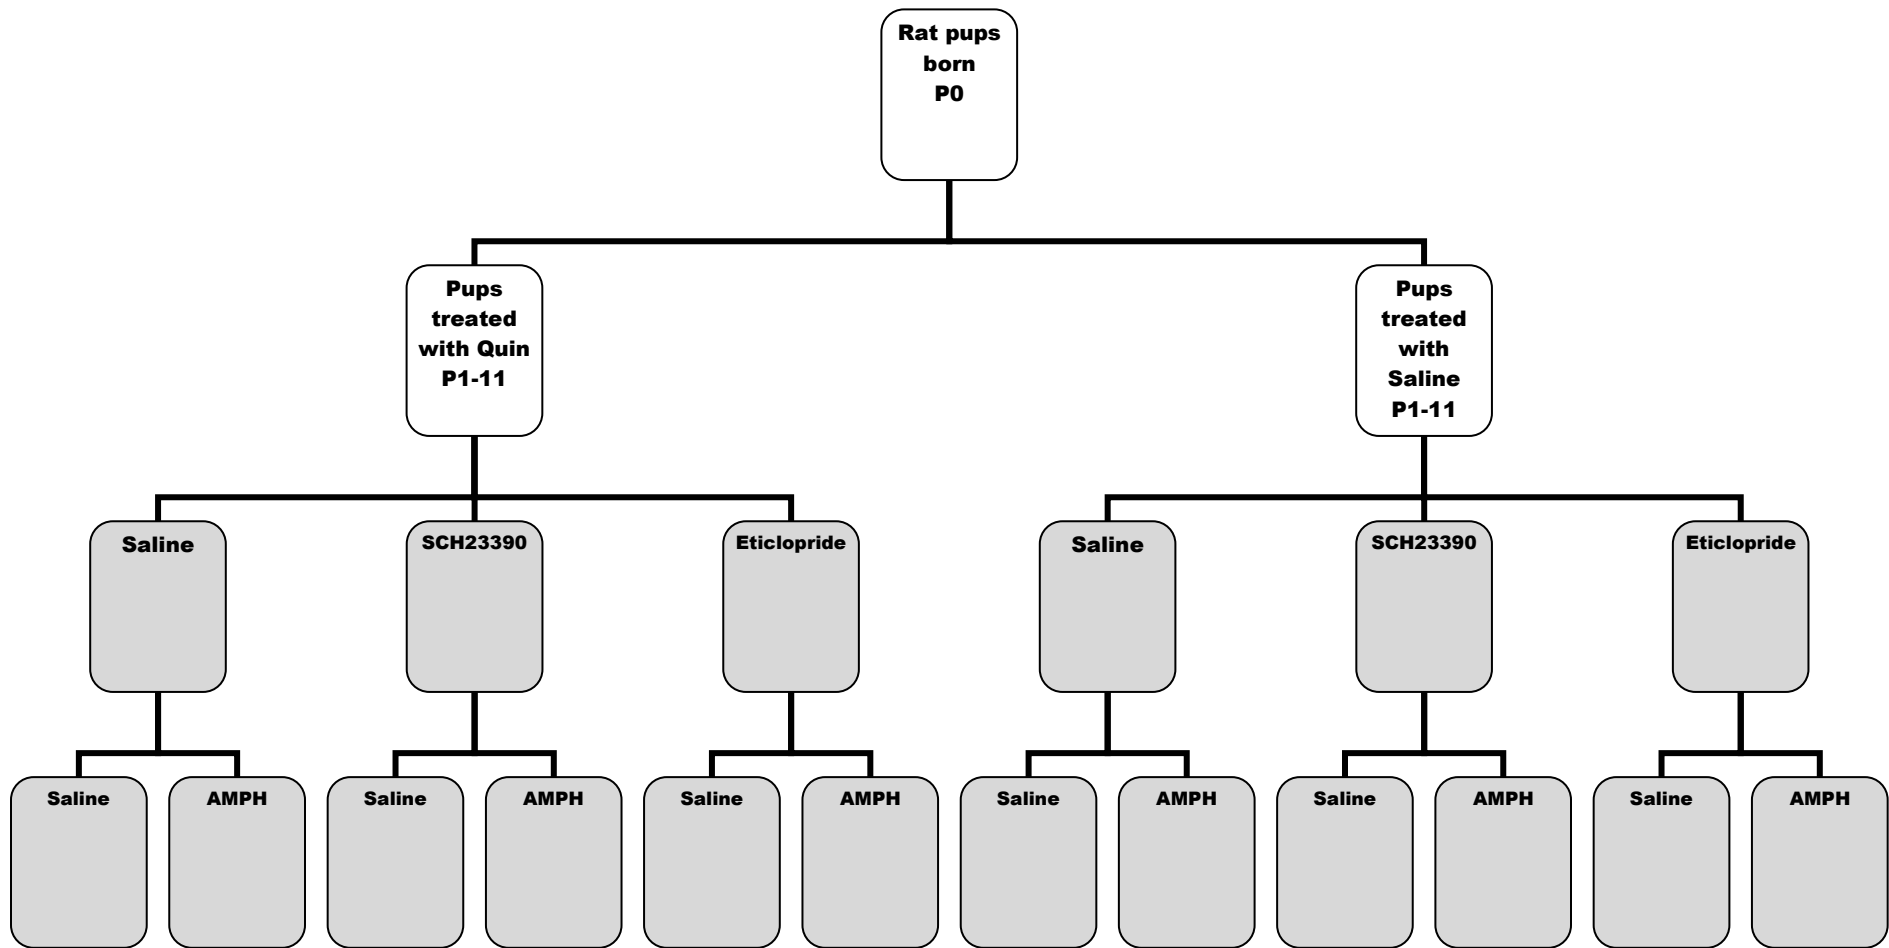 Rat pups
born
P0
Pups
treated
with Quin
P1-11
Pups
treated
with
Saline
P1-11
Saline
SCH23390
Eticlopride
Saline
SCH23390
Eticlopride
Saline
AMPH
Saline
AMPH
Saline
AMPH
Saline
AMPH
Saline
AMPH
Saline
AMPH